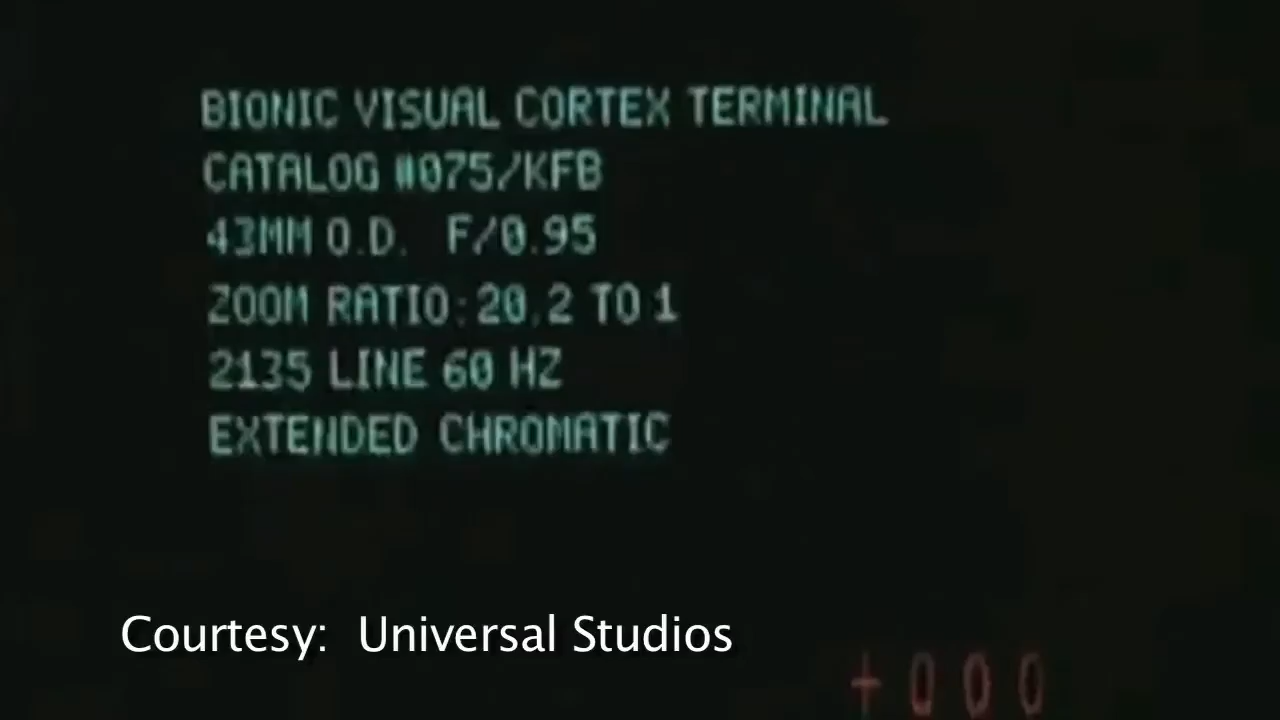 BIONIC VISUAL CORTEX TERMINAL
CATALOG #075/KFB
43MM O.D. F/0.95
ZOOM RATIO: 20.2 TO 1
2135 LINE 60 HZ
EXTENDED CHROMATIC
Courtesy: Universal Studios
+000